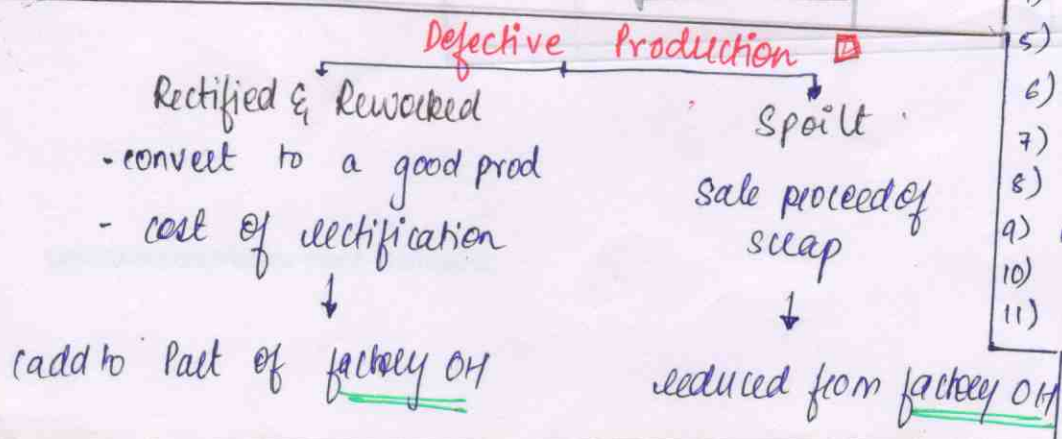 Defective Production
Rectified & Reworked
- convert to a good prod
- cost of rectification
↓
(add to Part of factory OH
Spoilt
sale proceed of
scrap
↓
reduced from factory OH
5)
6)
7)
8)
9)
10)
11)